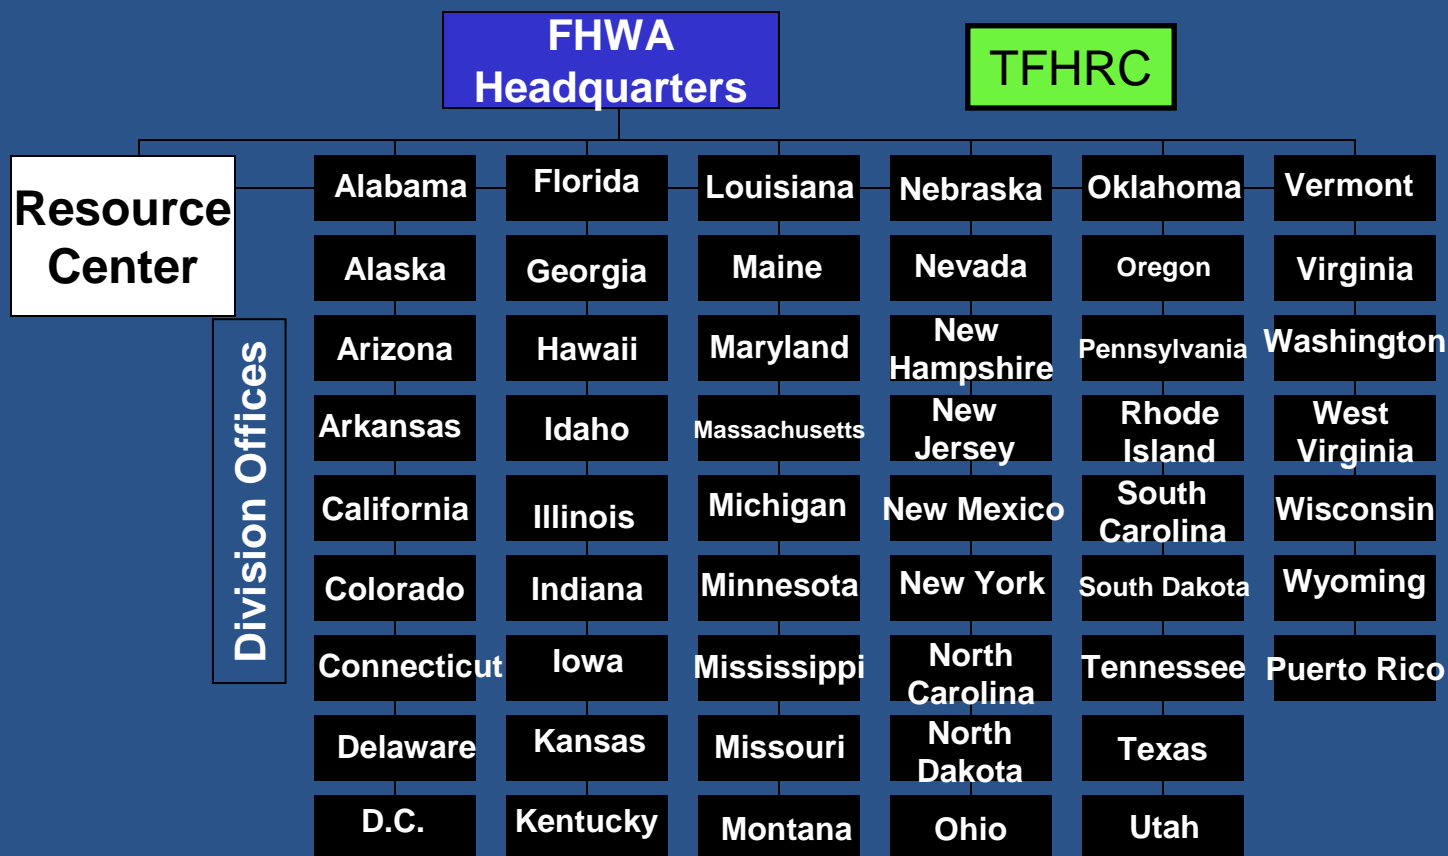 FHWA
Headquarters
TFHRC
Resource
Center
Division Offices
Alabama
Alaska
Arizona
Arkansas
California
Colorado
Connecticut
Delaware
D.C.
Florida
Georgia
Hawaii
Idaho
Illinois
Indiana
Iowa
Kansas
Kentucky
Louisiana
Maine
Maryland
Massachusetts
Michigan
Minnesota
Mississippi
Missouri
Montana
Nebraska
Nevada
New
Hampshire
New
Jersey
New Mexico
New York
North
Carolina
North
Dakota
Ohio
Oklahoma
Oregon
Pennsylvania
Rhode
Island
South
Carolina
South Dakota
Tennessee
Texas
Utah
Vermont
Virginia
Washington
West
Virginia
Wisconsin
Wyoming
Puerto Rico